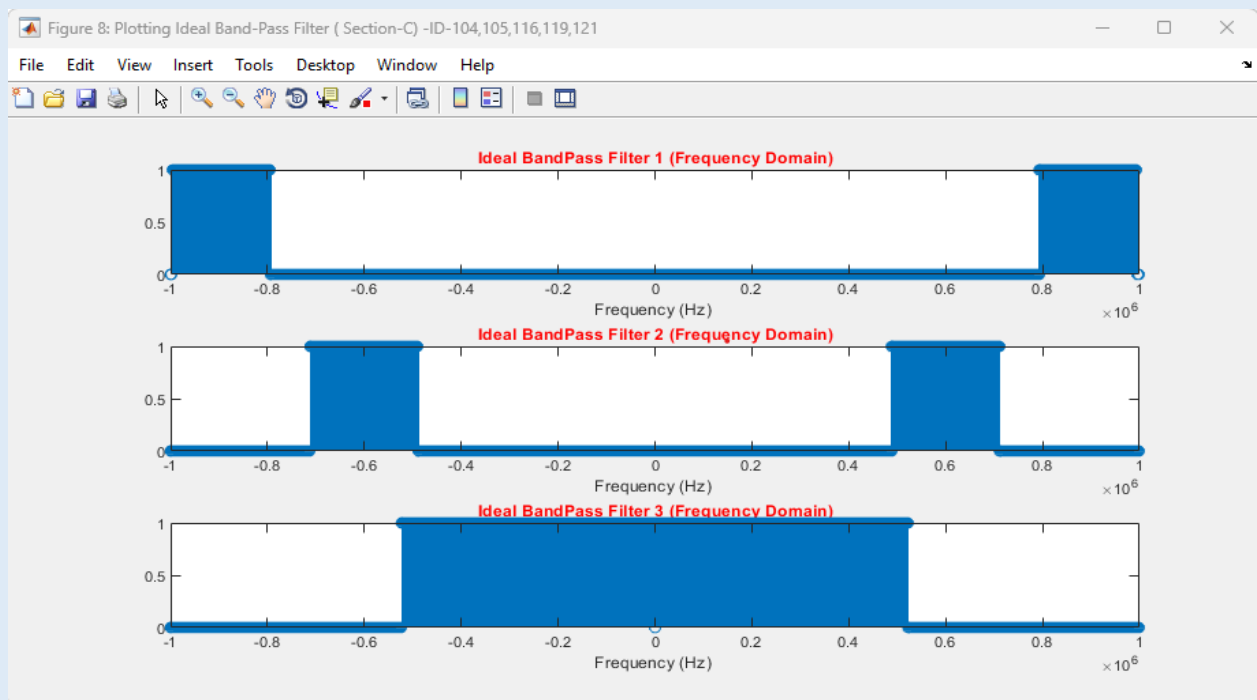 Figure 8: Plotting Ideal Band-Pass Filter ( Section-C) -ID-104,105,116,119,121
File Edit View Insert Tools Desktop Window Help
Ideal BandPass Filter 1 (Frequency Domain)
1
0.5
0
-1 -0.8 -0.6 -0.4 -0.2 0 0.2 0.4 0.6 0.8 1
Frequency (Hz)
×10^6
Ideal BandPass Filter 2 (Frequency Domain)
1
0.5
0
-1 -0.8 -0.6 -0.4 -0.2 0 0.2 0.4 0.6 0.8 1
Frequency (Hz)
×10^6
Ideal BandPass Filter 3 (Frequency Domain)
1
0.5
0
-1 -0.8 -0.6 -0.4 -0.2 0 0.2 0.4 0.6 0.8 1
Frequency (Hz)
×10^6